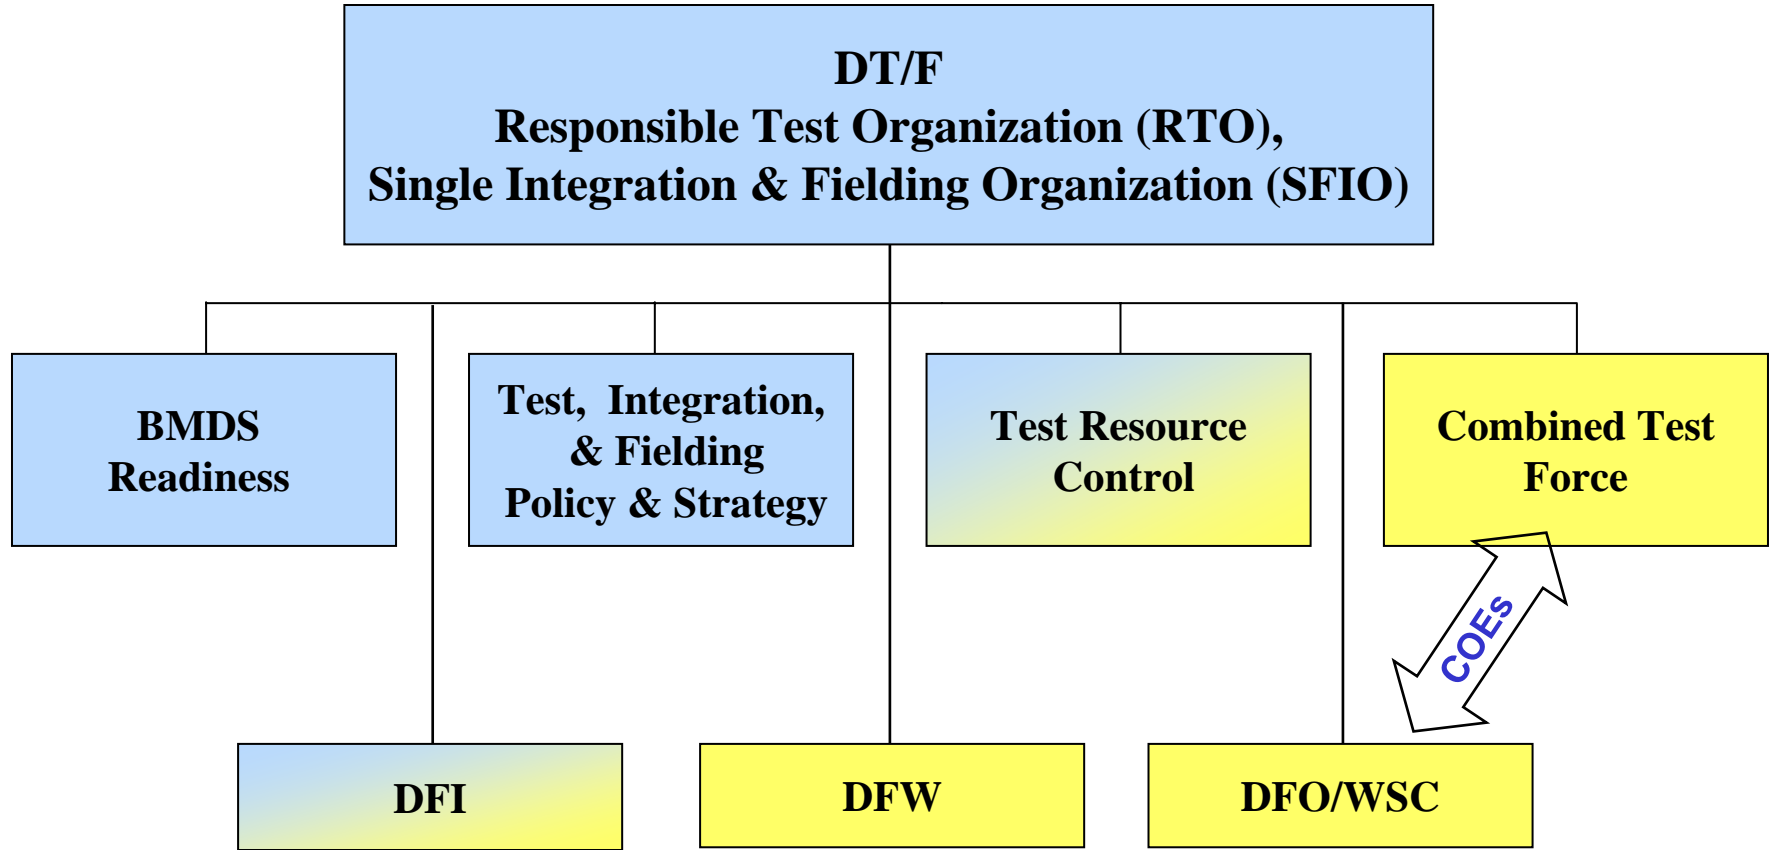 DT/F
Responsible Test Organization (RTO),
Single Integration & Fielding Organization (SFIO)
BMDS
Readiness
Test, Integration,
& Fielding
Policy & Strategy
Test Resource
Control
Combined Test
Force
COEs
DFI
DFW
DFO/WSC